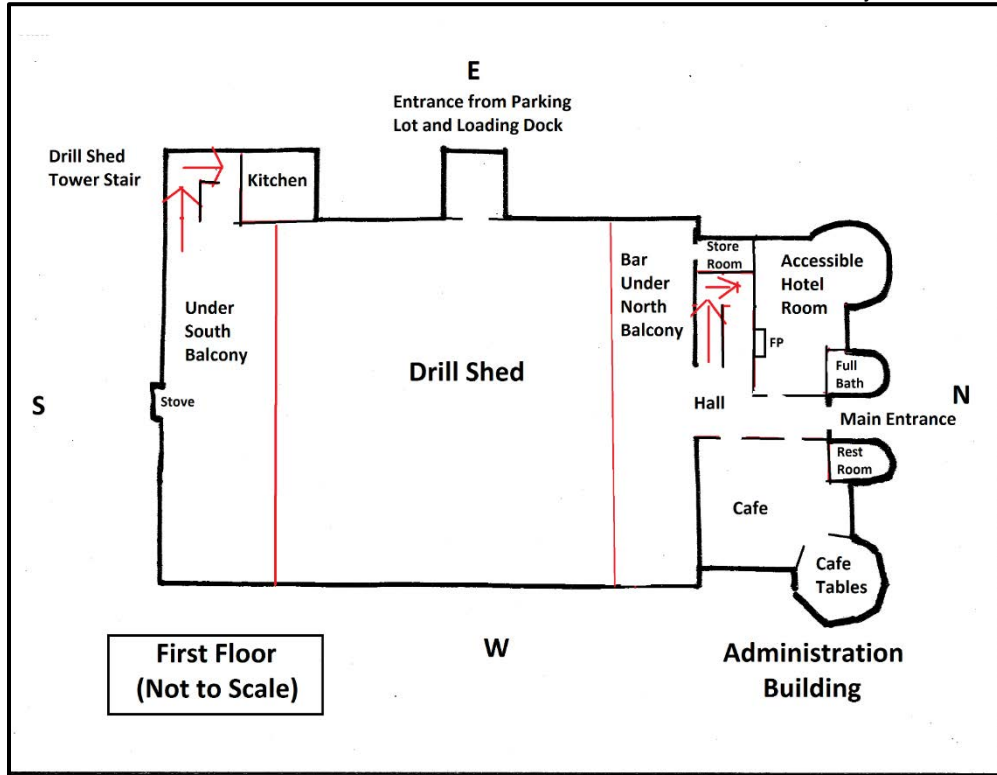 E
Entrance from Parking
Lot and Loading Dock
Drill Shed
Tower Stair
Kitchen
Store
Room
Accessible
Hotel
Room
Bar
Under
North
Balcony
Under
South
Balcony
FP
Drill Shed
Full
Bath
S
Stove
Hall
N
Main Entrance
Rest
Room
Cafe
Cafe
Tables
First Floor
(Not to Scale)
W
Administration
Building